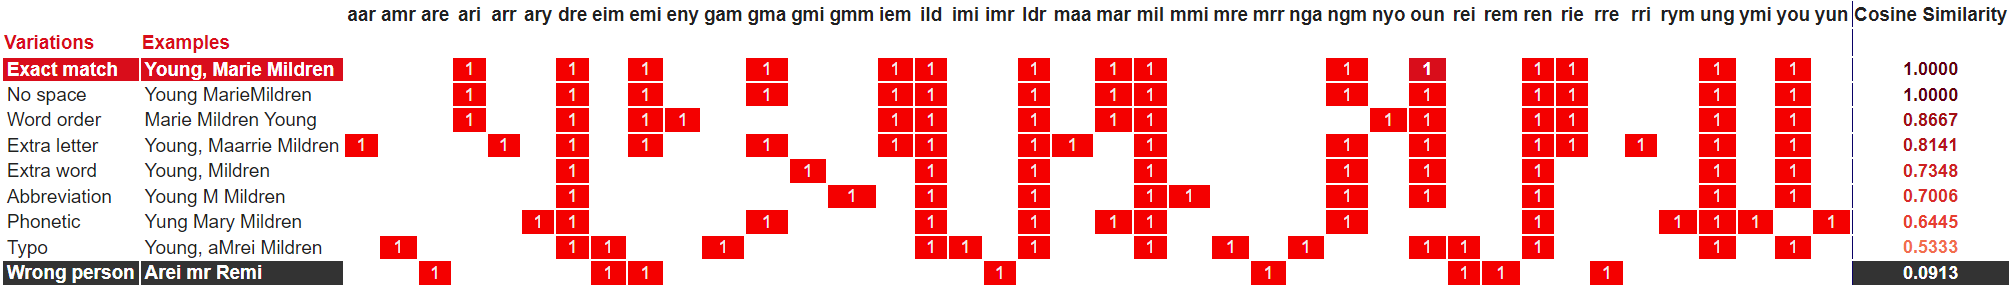 aar amr are ari arr ary dre eim emi eny gam gma gmi gmm iem ild imi imr ldr maa mar mil mmi mre mrr nga ngm nyo oun rei rem ren rie rre rri rym ung ymi you yun Cosine Similarity
Variations Examples
Exact match Young, Marie Mildren 1 1 1 1 1 1 1 1 1 1 1 1 1 1 1 1.0000
No space Young MarieMildren 1 1 1 1 1 1 1 1 1 1 1 1 1 1 1 1.0000
Word order Marie Mildren Young 1 1 1 1 1 1 1 1 1 1 1 1 1 1 1 0.8667
Extra letter Young, Maarrie Mildren 1 1 1 1 1 1 1 1 1 1 1 1 1 1 1 1 1 0.8141
Extra word Young, Mildren 1 1 1 1 1 1 1 1 1 1 0.7348
Abbreviation Young M Mildren 1 1 1 1 1 1 1 1 1 1 1 0.7006
Phonetic Yung Mary Mildren 1 1 1 1 1 1 1 1 1 1 1 1 1 0.6445
Typo Young, aMrei Mildren 1 1 1 1 1 1 1 1 1 1 1 1 1 1 1 0.5333
Wrong person Arei mr Remi 1 1 1 1 1 1 1 1 0.0913